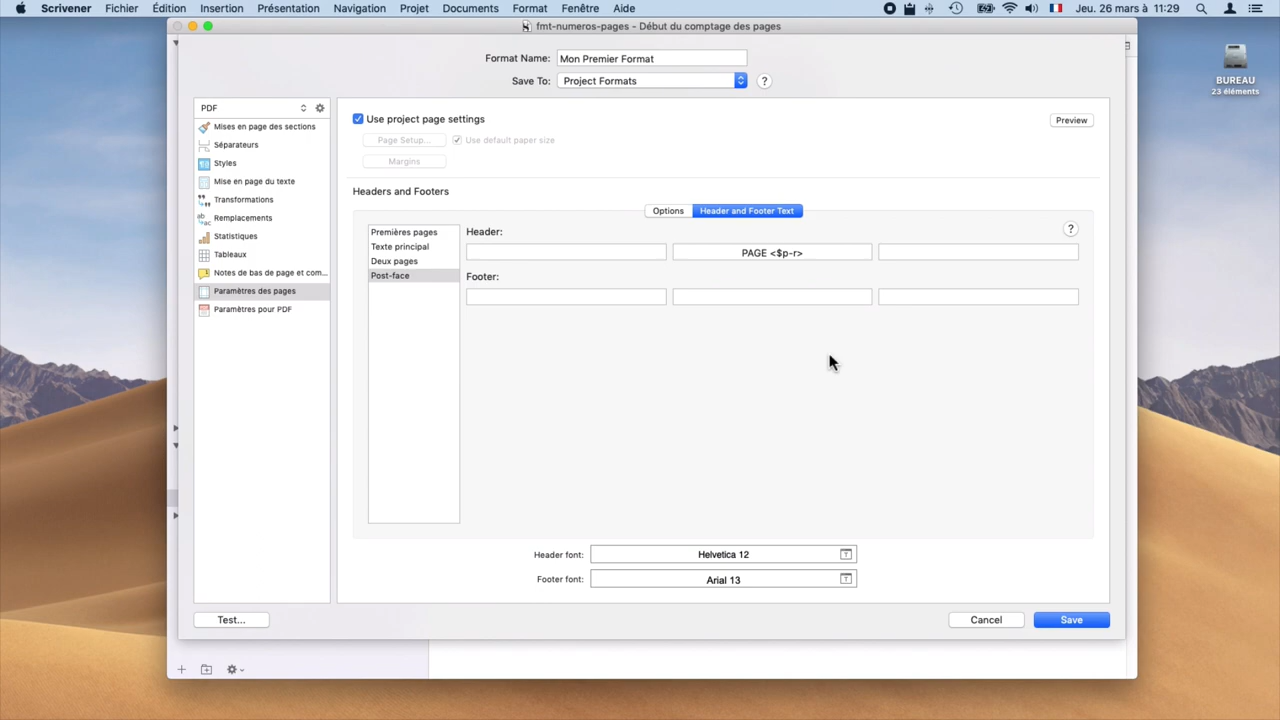 Scrivener Fichier Édition Insertion Présentation Navigation Projet Documents Format Fenêtre Aide Jeu. 26 mars à 11:29
fmt-numeros-pages - Début du comptage des pages
BUREAU
23 éléments
Format Name: Mon Premier Format
Save To: Project Formats ?
PDF
Mises en page des sections
Séparateurs
Styles
Mise en page du texte
Transformations
Remplacements
Statistiques
Tableaux
Notes de bas de page et com...
Paramètres des pages
Paramètres pour PDF
Use project page settings
Preview
Page Setup... Use default paper size
Margins
Headers and Footers
Options Header and Footer Text
Premières pages
Texte principal
Deux pages
Post-face
Header: ?
PAGE <$p-r>
Footer:
Header font: Helvetica 12
Footer font: Arial 13
Test... Cancel Save